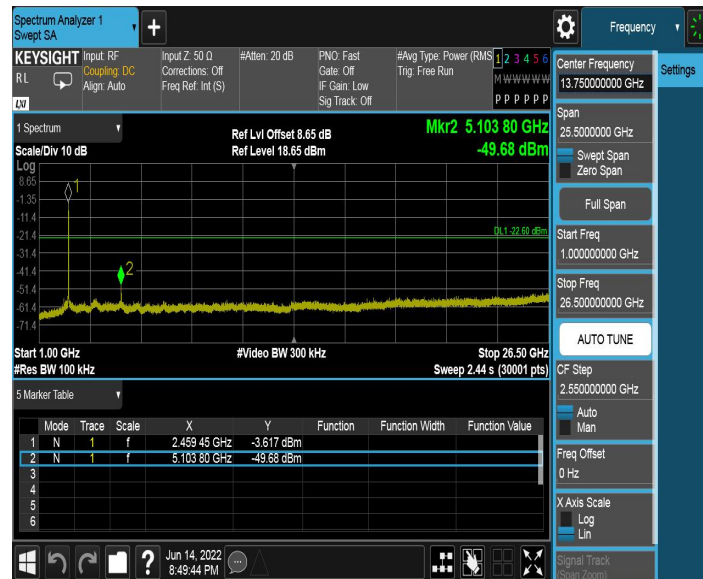 Spectrum Analyzer 1
Swept SA
+
Frequency
KEYSIGHT
RL
LXI
Input: RF
Coupling: DC
Align: Auto
Input Z: 50 Ω
Corrections: Off
Freq Ref: Int (S)
#Atten: 20 dB
PNO: Fast
Gate: Off
IF Gain: Low
Sig Track: Off
#Avg Type: Power (RMS
Trig: Free Run
1 2 3 4 5 6
M W W W W W
P P P P P P
1 Spectrum
Scale/Div 10 dB
Ref Lvl Offset 8.65 dB
Ref Level 18.65 dBm
Mkr2 5.103 80 GHz
-49.68 dBm
Log
8.65
-1.35
-11.4
-21.4
-31.4
-41.4
-51.4
-61.4
-71.4
1
2
DL1 -22.60 dBm
Start 1.00 GHz
#Res BW 100 kHz
#Video BW 300 kHz
Stop 26.50 GHz
Sweep 2.44 s (30001 pts)
5 Marker Table
Mode Trace Scale X Y Function Function Width Function Value
1 N 1 f 2.459 45 GHz -3.617 dBm
2 N 1 f 5.103 80 GHz -49.68 dBm
3
4
5
6
?
Jun 14, 2022
8:49:44 PM
Center Frequency
13.750000000 GHz
Settings
Span
25.5000000 GHz
Swept Span
Zero Span
Full Span
Start Freq
1.000000000 GHz
Stop Freq
26.500000000 GHz
AUTO TUNE
CF Step
2.550000000 GHz
Auto
Man
Freq Offset
0 Hz
X Axis Scale
Log
Lin
Signal Track
(Span Zoom)